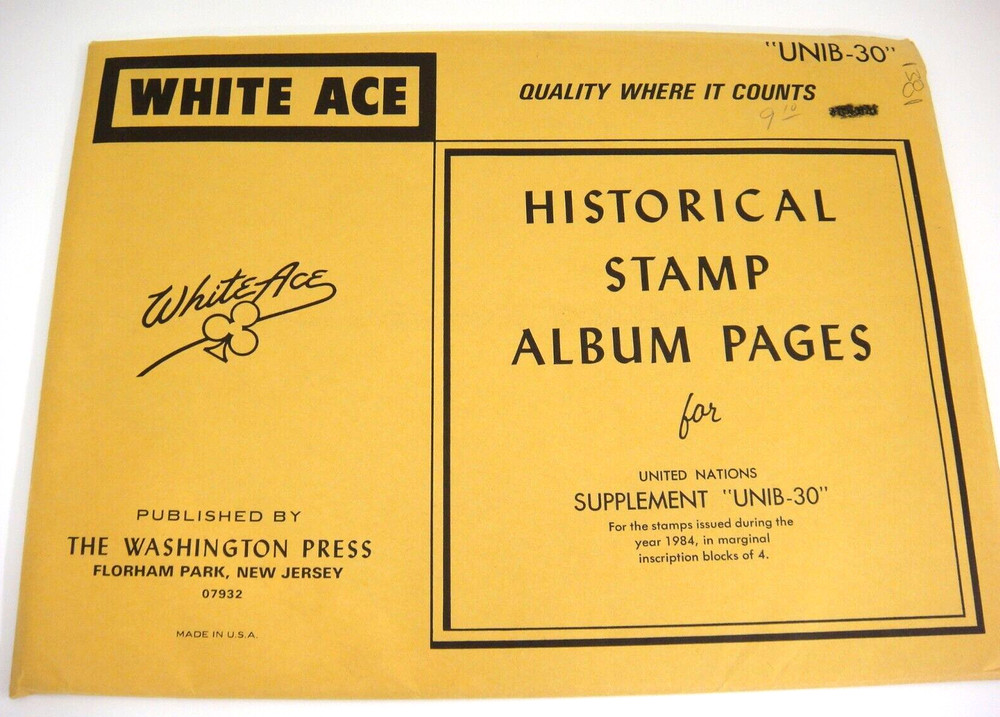 "UNIB-30"
WHITE ACE
QUALITY WHERE IT COUNTS
9 10
HISTORICAL
STAMP
ALBUM PAGES
for
UNITED NATIONS
SUPPLEMENT "UNIB-30"
For the stamps issued during the
year 1984, in marginal
inscription blocks of 4.
White Ace
PUBLISHED BY
THE WASHINGTON PRESS
FLORHAM PARK, NEW JERSEY
07932
MADE IN U.S.A.